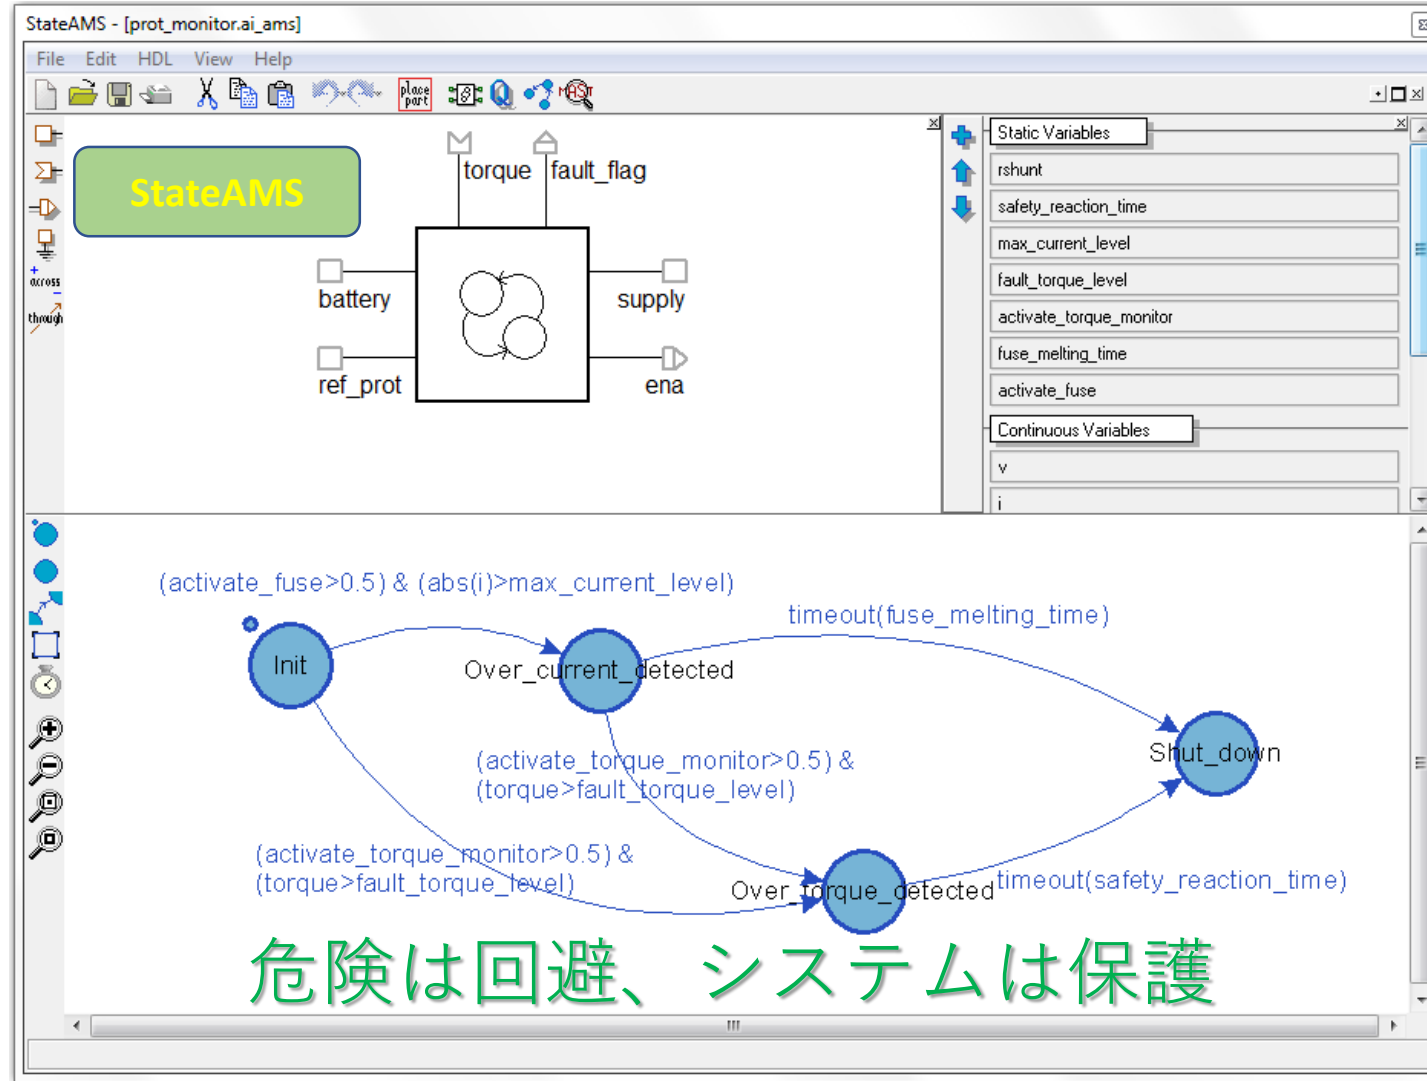 StateAMS - [prot_monitor.ai_ams]
File Edit HDL View Help
place
part
MAST
StateAMS
torque
fault_flag
battery
supply
ref_prot
ena
across
through
Static Variables
rshunt
safety_reaction_time
max_current_level
fault_torque_level
activate_torque_monitor
fuse_melting_time
activate_fuse
Continuous Variables
v
i
(activate_fuse>0.5) & (abs(i)>max_current_level)
timeout(fuse_melting_time)
Init
Over_current_detected
Shut_down
(activate_torque_monitor>0.5) &
(torque>fault_torque_level)
(activate_torque_monitor>0.5) &
(torque>fault_torque_level)
Over_torque_detected
timeout(safety_reaction_time)
危険は回避、システムは保護